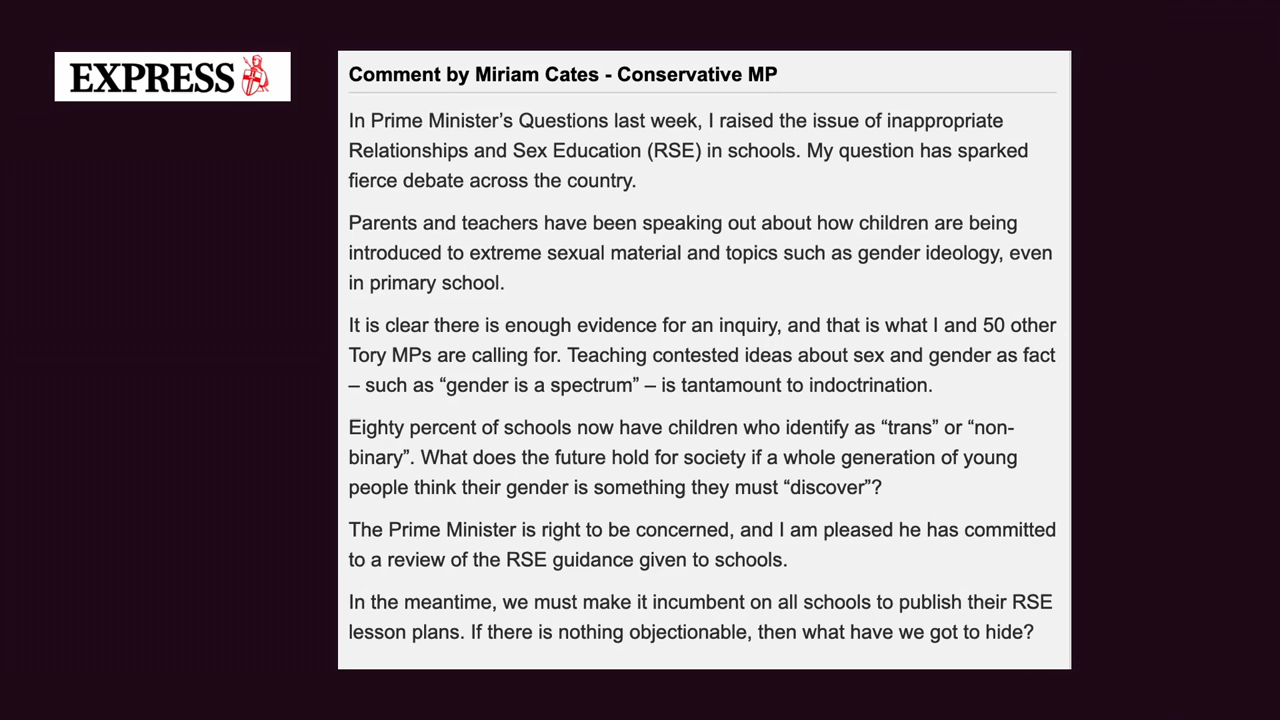 EXPRESS
Comment by Miriam Cates - Conservative MP
In Prime Minister’s Questions last week, I raised the issue of inappropriate
Relationships and Sex Education (RSE) in schools. My question has sparked
fierce debate across the country.
Parents and teachers have been speaking out about how children are being
introduced to extreme sexual material and topics such as gender ideology, even
in primary school.
It is clear there is enough evidence for an inquiry, and that is what I and 50 other
Tory MPs are calling for. Teaching contested ideas about sex and gender as fact
– such as “gender is a spectrum” – is tantamount to indoctrination.
Eighty percent of schools now have children who identify as “trans” or “non-
binary”. What does the future hold for society if a whole generation of young
people think their gender is something they must “discover”?
The Prime Minister is right to be concerned, and I am pleased he has committed
to a review of the RSE guidance given to schools.
In the meantime, we must make it incumbent on all schools to publish their RSE
lesson plans. If there is nothing objectionable, then what have we got to hide?